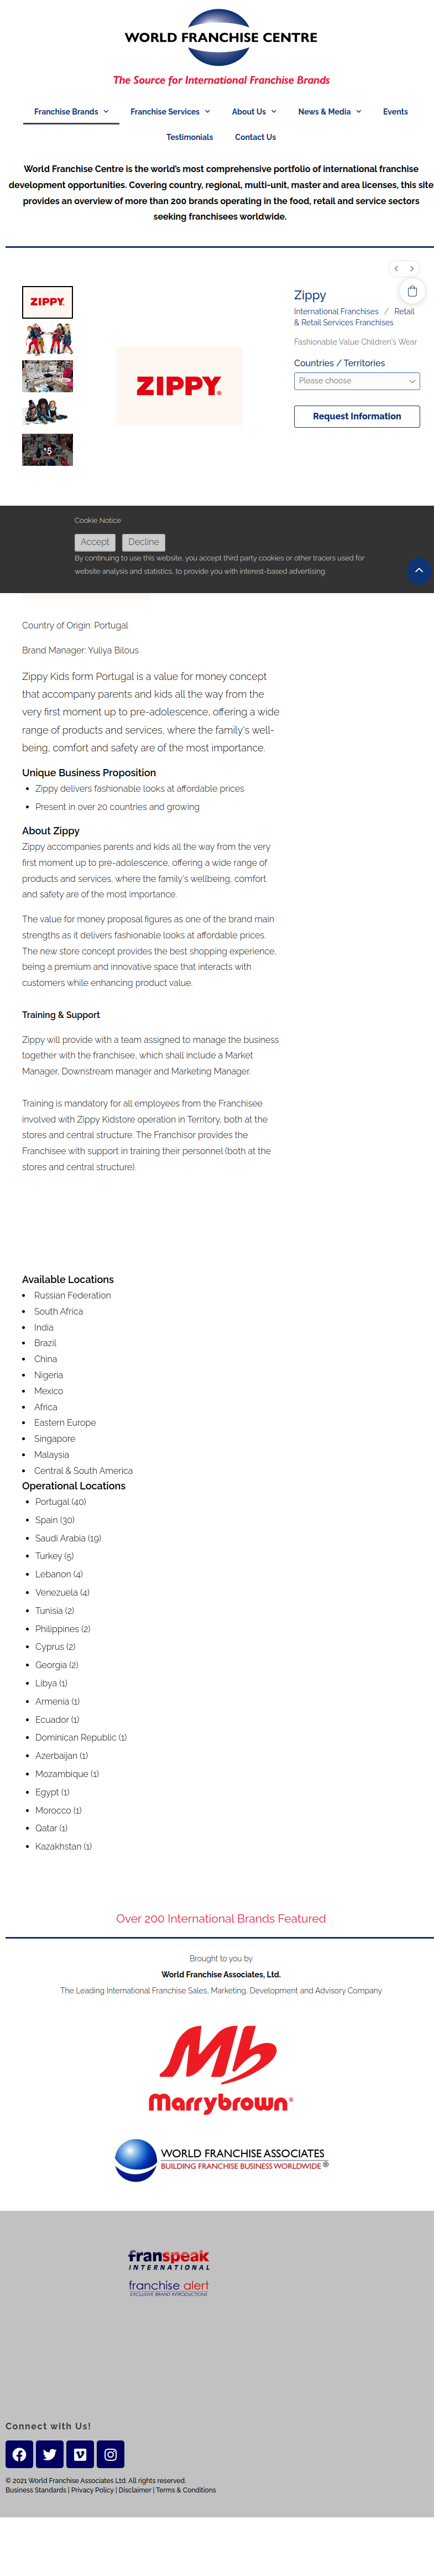 WORLD FRANCHISE CENTRE
The Source for International Franchise Brands
Franchise Brands
Franchise Services
About Us
News & Media
Events
Testimonials
Contact Us
World Franchise Centre is the world's most comprehensive portfolio of international franchise
development opportunities. Covering country, regional, multi-unit, master and area licenses, this site
provides an overview of more than 200 brands operating in the food, retail and service sectors
seeking franchisees worldwide.
ZIPPY
+5
ZIPPY®
Zippy
International Franchises / Retail
& Retail Services Franchises
Fashionable Value Children's Wear
Countries / Territories
Please choose
Request Information
Cookie Notice
Accept
Decline
By continuing to use this website, you accept third party cookies or other tracers used for
website analysis and statistics, to provide you with interest-based advertising.
Country of Origin: Portugal
Brand Manager: Yuliya Bilous
Zippy Kids form Portugal is a value for money concept
that accompany parents and kids all the way from the
very first moment up to pre-adolescence, offering a wide
range of products and services, where the family's well-
being, comfort and safety are of the most importance.
Unique Business Proposition
• Zippy delivers fashionable looks at affordable prices
• Present in over 20 countries and growing
About Zippy
Zippy accompanies parents and kids all the way from the very
first moment up to pre-adolescence, offering a wide range of
products and services, where the family's wellbeing, comfort
and safety are of the most importance.
The value for money proposal figures as one of the brand main
strengths as it delivers fashionable looks at affordable prices.
The new store concept provides the best shopping experience,
being a premium and innovative space that interacts with
customers while enhancing product value.
Training & Support
Zippy will provide with a team assigned to manage the business
together with the franchisee, which shall include a Market
Manager, Downstream manager and Marketing Manager.
Training is mandatory for all employees from the Franchisee
involved with Zippy Kidstore operation in Territory, both at the
stores and central structure. The Franchisor provides the
Franchisee with support in training their personnel (both at the
stores and central structure).
Available Locations
• Russian Federation
• South Africa
• India
• Brazil
• China
• Nigeria
• Mexico
• Africa
• Eastern Europe
• Singapore
• Malaysia
• Central & South America
Operational Locations
• Portugal (40)
• Spain (30)
• Saudi Arabia (19)
• Turkey (5)
• Lebanon (4)
• Venezuela (4)
• Tunisia (2)
• Philippines (2)
• Cyprus (2)
• Georgia (2)
• Libya (1)
• Armenia (1)
• Ecuador (1)
• Dominican Republic (1)
• Azerbaijan (1)
• Mozambique (1)
• Egypt (1)
• Morocco (1)
• Qatar (1)
• Kazakhstan (1)
Over 200 International Brands Featured
Brought to you by
World Franchise Associates, Ltd.
The Leading International Franchise Sales, Marketing, Development and Advisory Company
Mb
Marrybrown®
WORLD FRANCHISE ASSOCIATES
BUILDING FRANCHISE BUSINESS WORLDWIDE®
franspeak
INTERNATIONAL
franchise alert
EXCLUSIVE BRAND INTRODUCTIONS
Connect with Us!
© 2021 World Franchise Associates Ltd. All rights reserved.
Business Standards | Privacy Policy | Disclaimer | Terms & Conditions